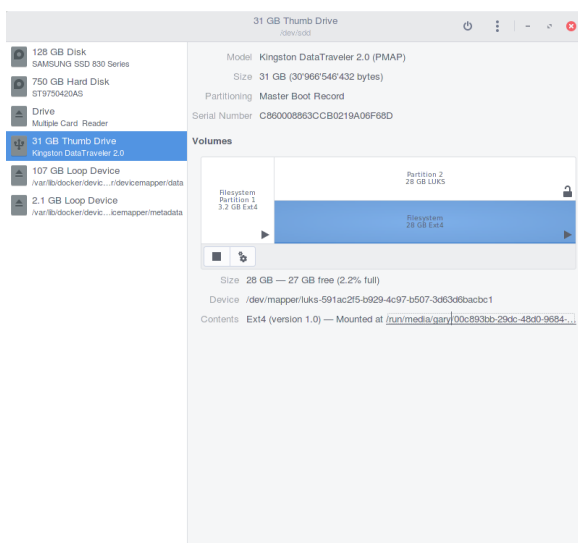 31 GB Thumb Drive
/dev/sdd
128 GB Disk
SAMSUNG SSD 830 Series
750 GB Hard Disk
ST9750420AS
Drive
Multiple Card Reader
31 GB Thumb Drive
Kingston DataTraveler 2.0
107 GB Loop Device
/var/lib/docker/devic...r/devicemapper/data
2.1 GB Loop Device
/var/lib/docker/devic...icemapper/metadata
Model Kingston DataTraveler 2.0 (PMAP)
Size 31 GB (30'966'546'432 bytes)
Partitioning Master Boot Record
Serial Number C860008863CCB0219A06F68D
Volumes
Filesystem
Partition 1
3.2 GB Ext4
Partition 2
28 GB LUKS
Filesystem
28 GB Ext4
Size 28 GB — 27 GB free (2.2% full)
Device /dev/mapper/luks-591ac2f5-b929-4c97-b507-3d63d6bacbc1
Contents Ext4 (version 1.0) — Mounted at /run/media/gary/00c893bb-29dc-48d0-9684-...